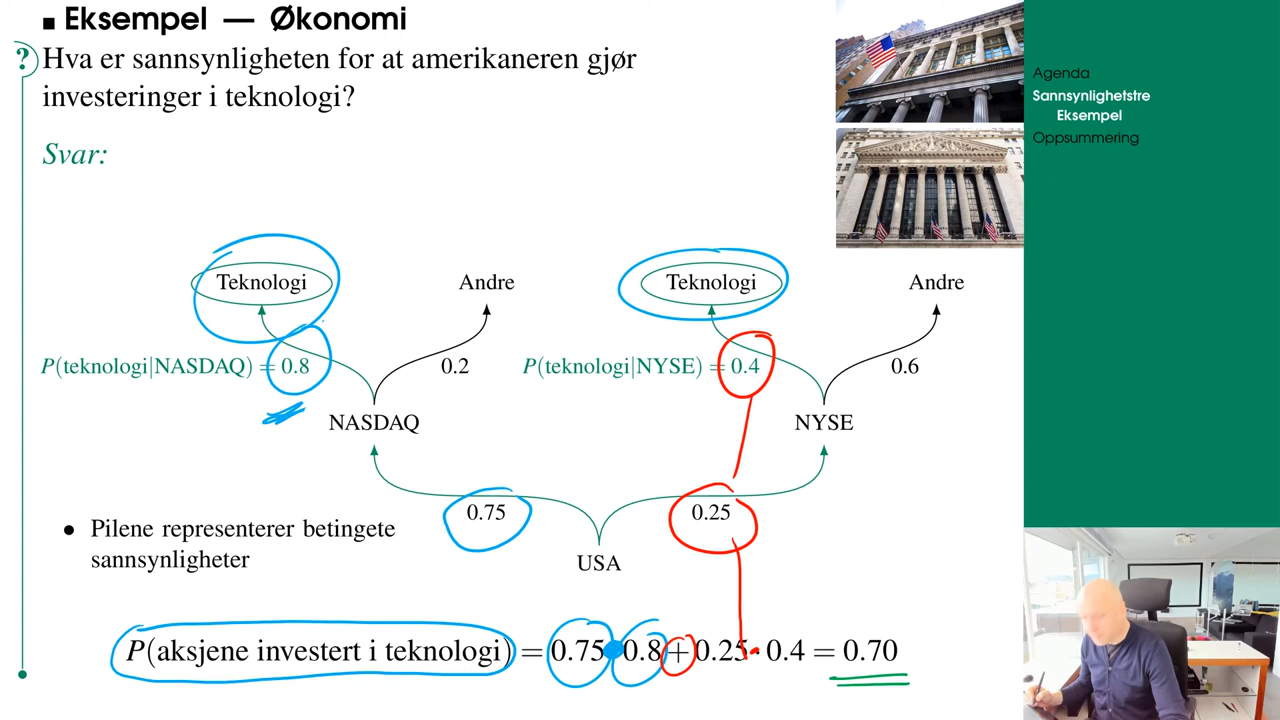 Eksempel — Økonomi
? Hva er sannsynligheten for at amerikaneren gjør
investeringer i teknologi?
Svar:
Teknologi Andre Teknologi Andre
P(teknologi|NASDAQ) = 0.8 0.2 P(teknologi|NYSE) = 0.4 0.6
NASDAQ NYSE
0.75 0.25
• Pilene representerer betingete
sannsynligheter
USA
P(aksjene investert i teknologi) = 0.75 · 0.8 + 0.25 · 0.4 = 0.70
Agenda
Sannsynlighetstre
Eksempel
Oppsummering